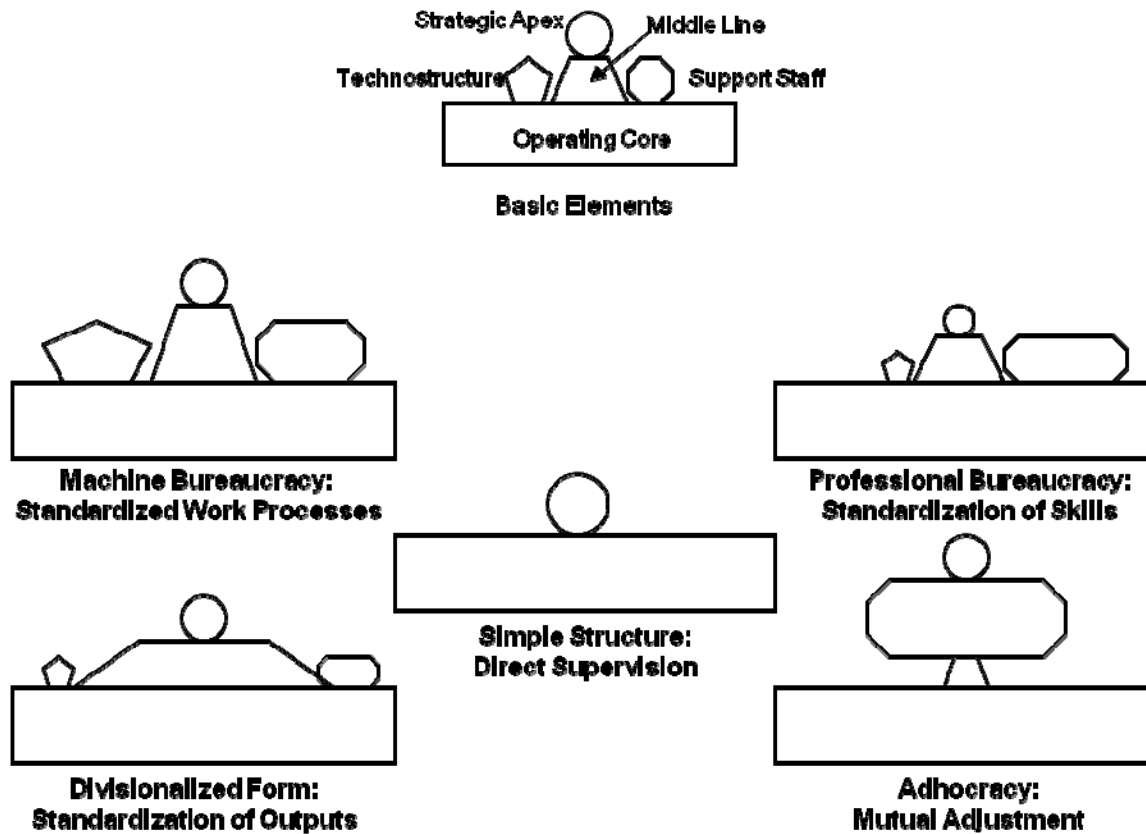 Strategic Apex
Middle Line
Technostructure
Support Staff
Operating Core
Basic Elements
Machine Bureaucracy:
Standardized Work Processes
Professional Bureaucracy:
Standardization of Skills
Simple Structure:
Direct Supervision
Divisionalized Form:
Standardization of Outputs
Adhocracy:
Mutual Adjustment